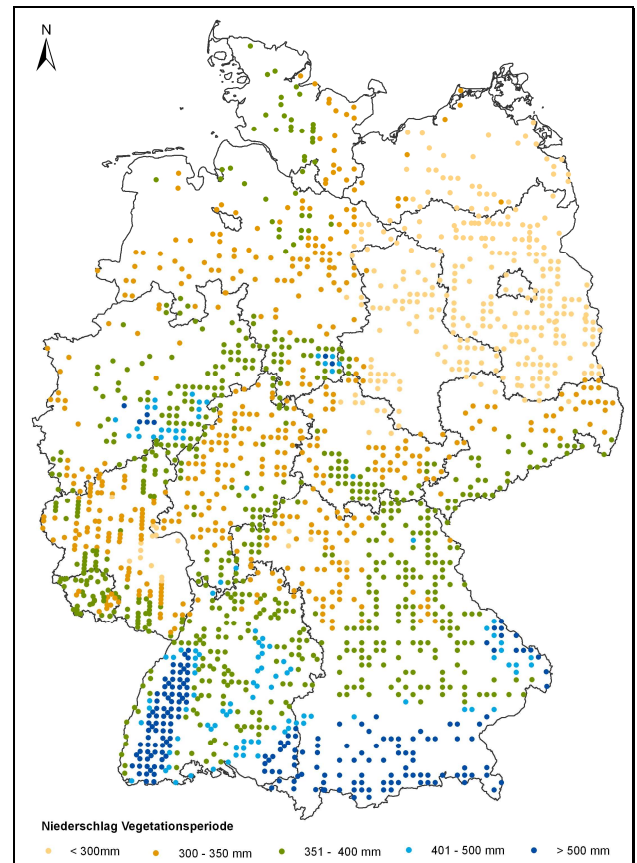 N
Niederschlag Vegetationsperiode
< 300mm 300 - 350 mm 351 - 400 mm 401 - 500 mm > 500 mm